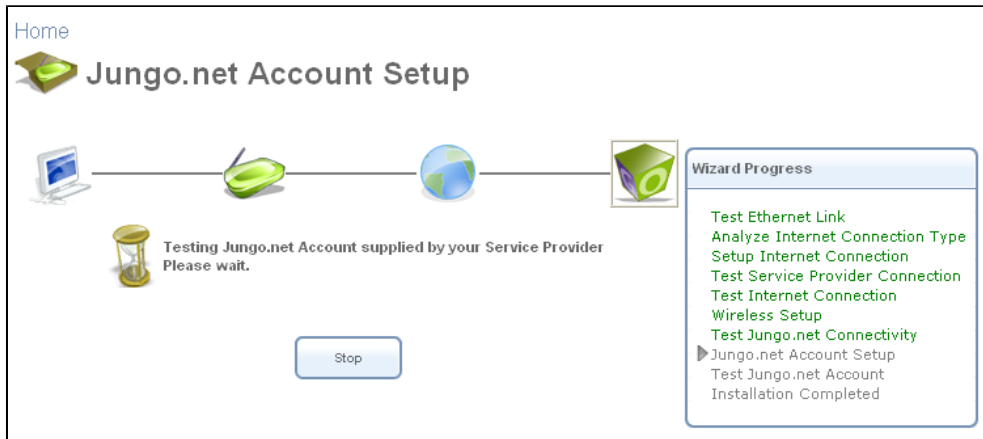 Home
Jungo.net Account Setup
Testing Jungo.net Account supplied by your Service Provider
Please wait.
Stop
Wizard Progress
Test Ethernet Link
Analyze Internet Connection Type
Setup Internet Connection
Test Service Provider Connection
Test Internet Connection
Wireless Setup
Test Jungo.net Connectivity
Jungo.net Account Setup
Test Jungo.net Account
Installation Completed